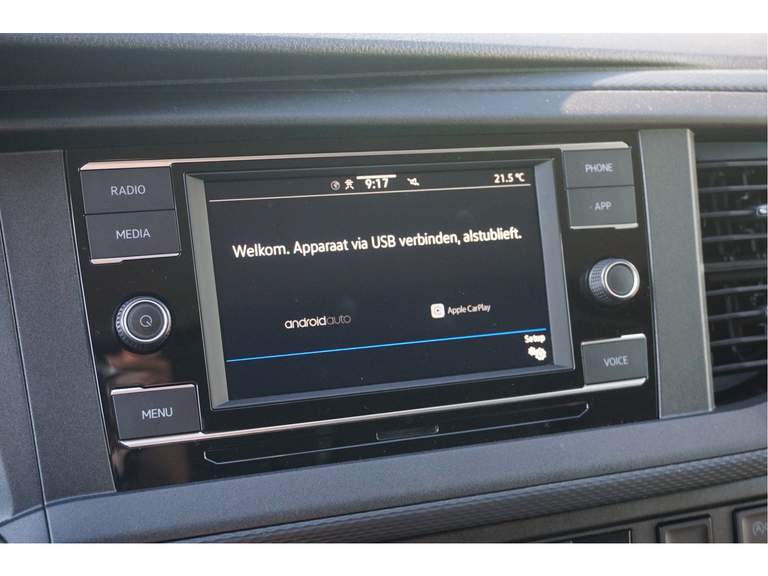 RADIO
MEDIA
MENU
9:17
21.5 °C
Welkom. Apparaat via USB verbinden, alstublieft.
androidauto
Apple CarPlay
Setup
PHONE
APP
VOICE